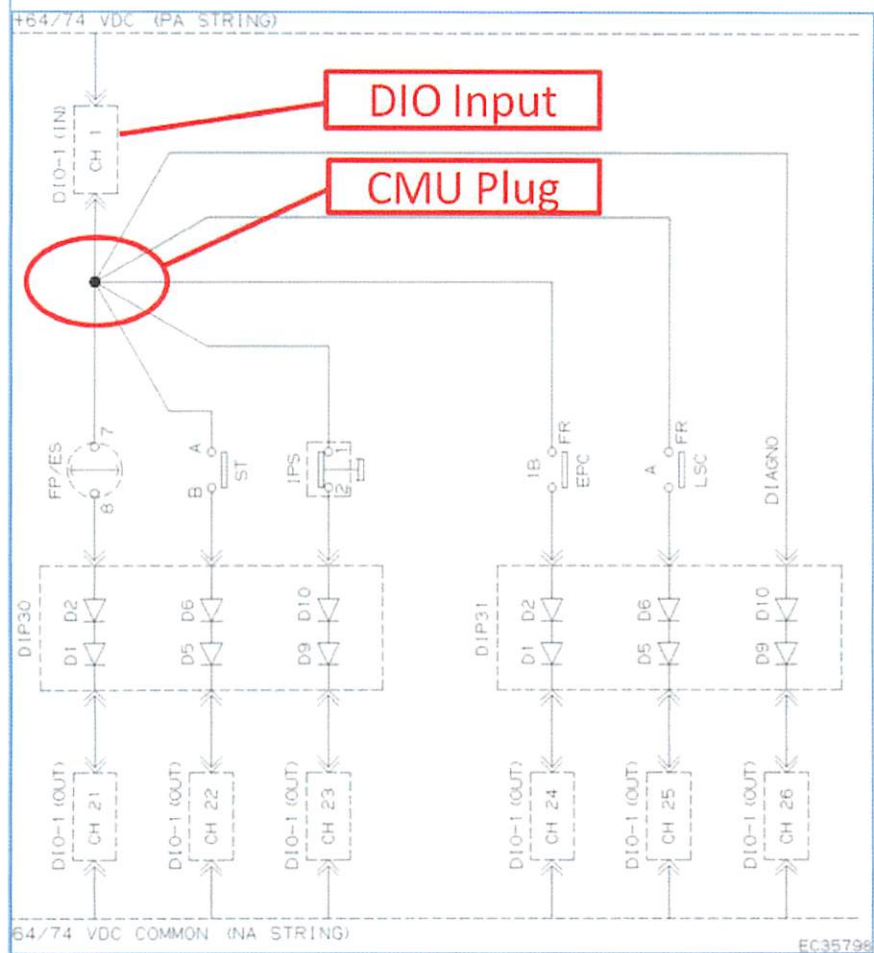 +64/74 VDC (PA STRING)
DIO Input
DIO-1 (IN)
CH 1
CMU Plug
7
FP/ES
8
A
ST
B
IPS
1
2
FR
1B
EPC
FR
A
LSC
DIAGNO
DIP30
D2
D1
D6
D5
D10
D9
DIP31
D2
D1
D6
D5
D10
D9
DIO-1 (OUT)
CH 21
DIO-1 (OUT)
CH 22
DIO-1 (OUT)
CH 23
DIO-1 (OUT)
CH 24
DIO-1 (OUT)
CH 25
DIO-1 (OUT)
CH 26
64/74 VDC COMMON (NA STRING)
EC35798